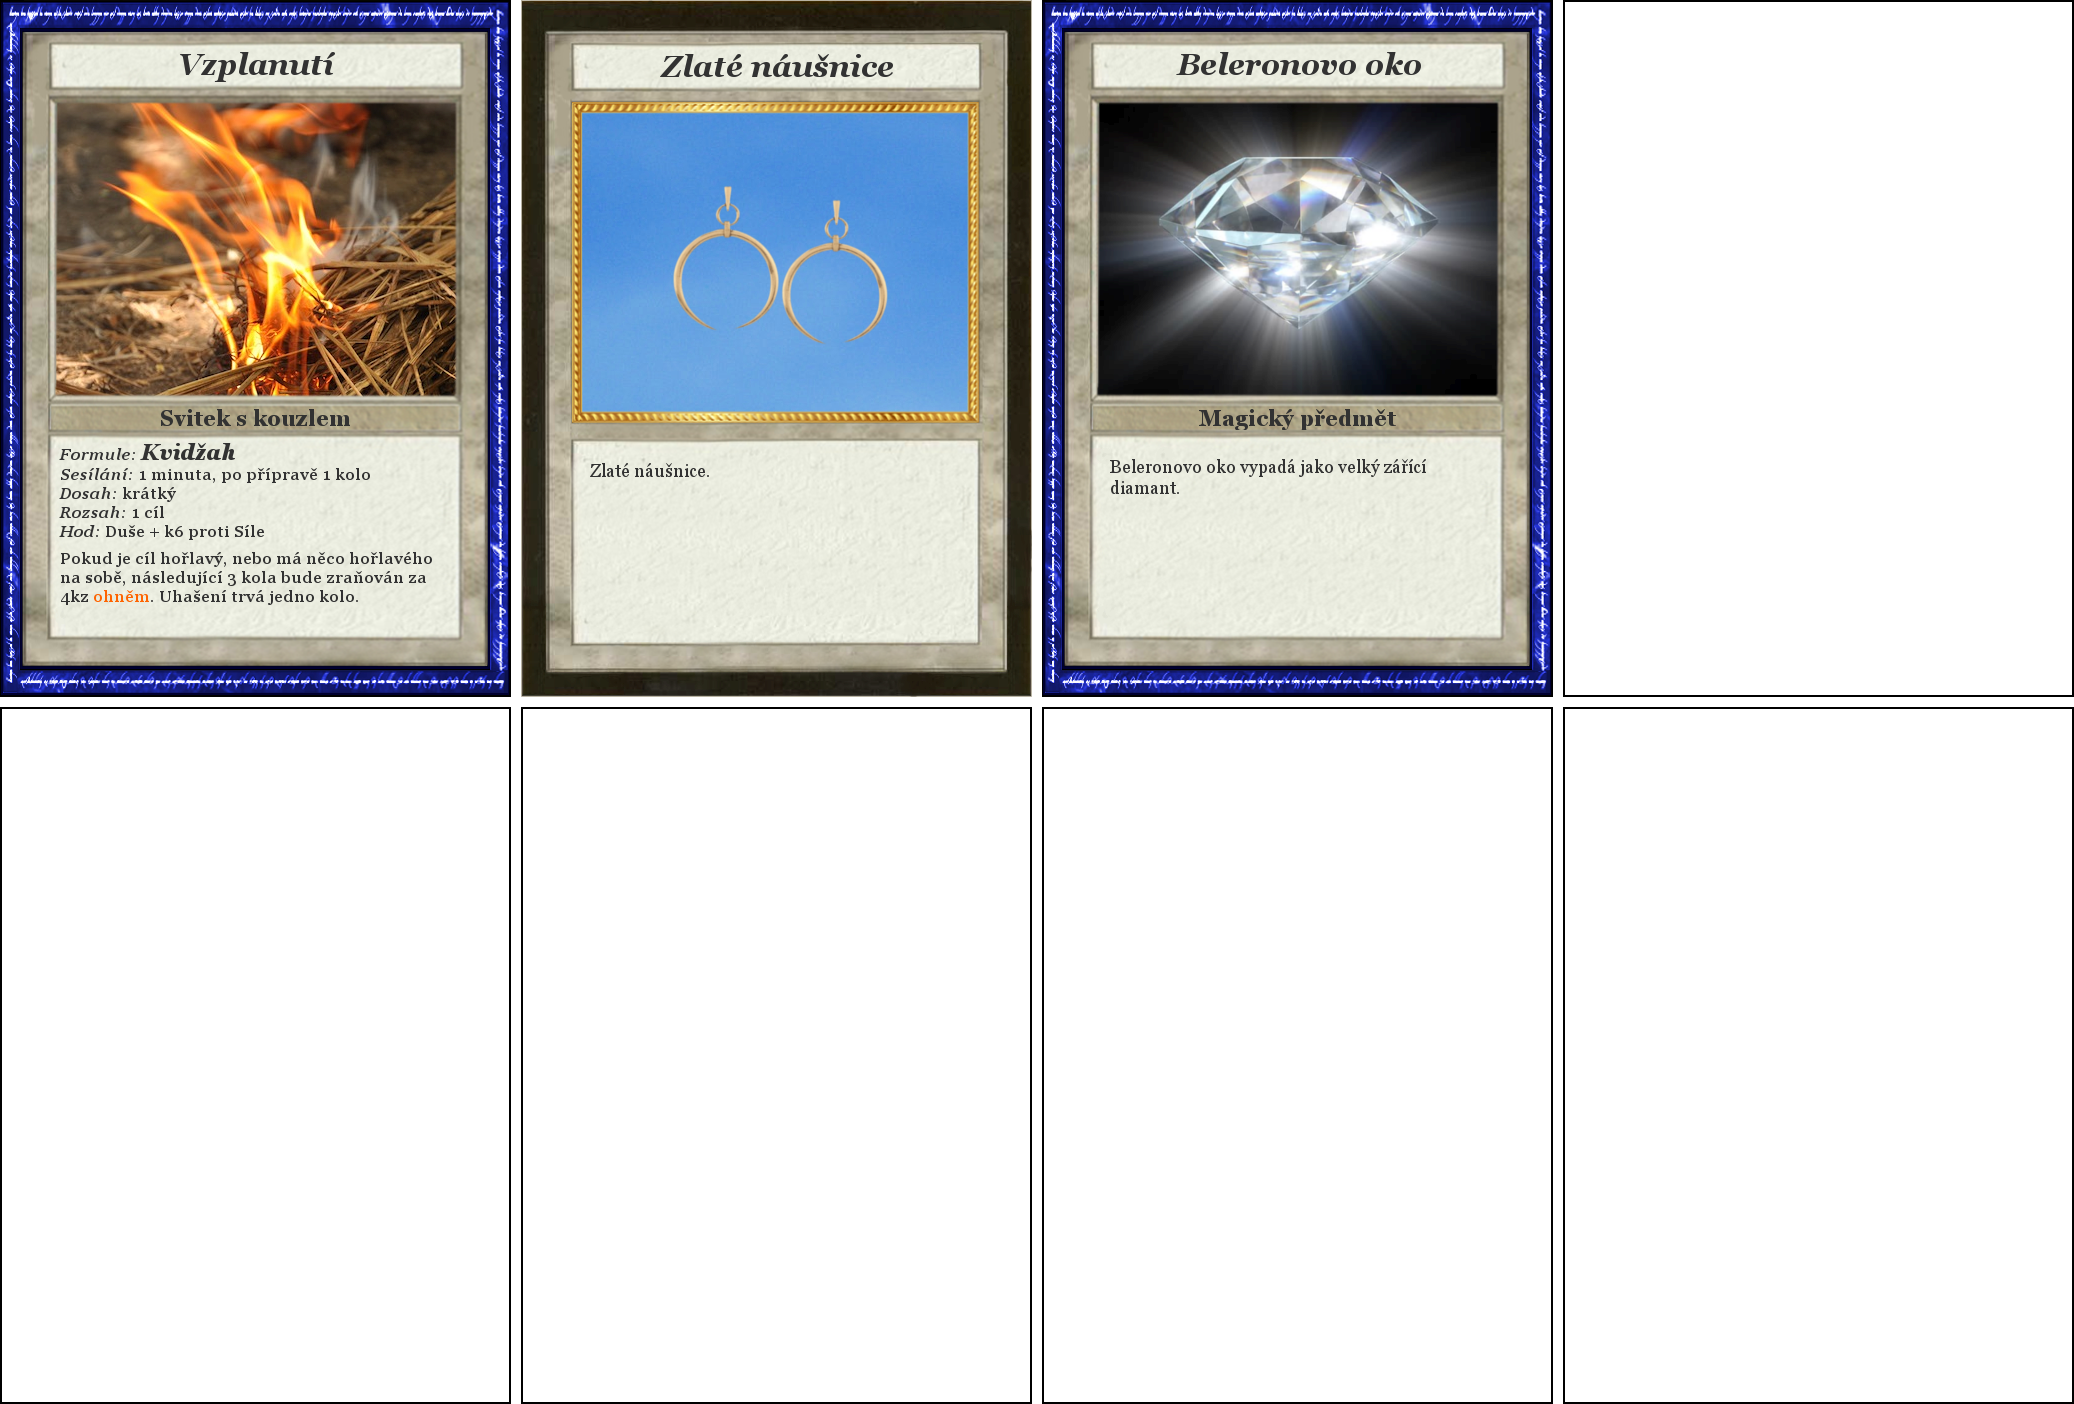 Vzplanutí
Svitek s kouzlem
Formule: Kvidžah
Sesílání: 1 minuta, po přípravě 1 kolo
Dosah: krátký
Rozsah: 1 cíl
Hod: Duše + k6 proti Síle
Pokud je cíl hořlavý, nebo má něco hořlavého
na sobě, následující 3 kola bude zraňován za
4kz ohněm. Uhašení trvá jedno kolo.
Zlaté náušnice
Zlaté náušnice.
Beleronovo oko
Magický předmět
Beleronovo oko vypadá jako velký zářící
diamant.